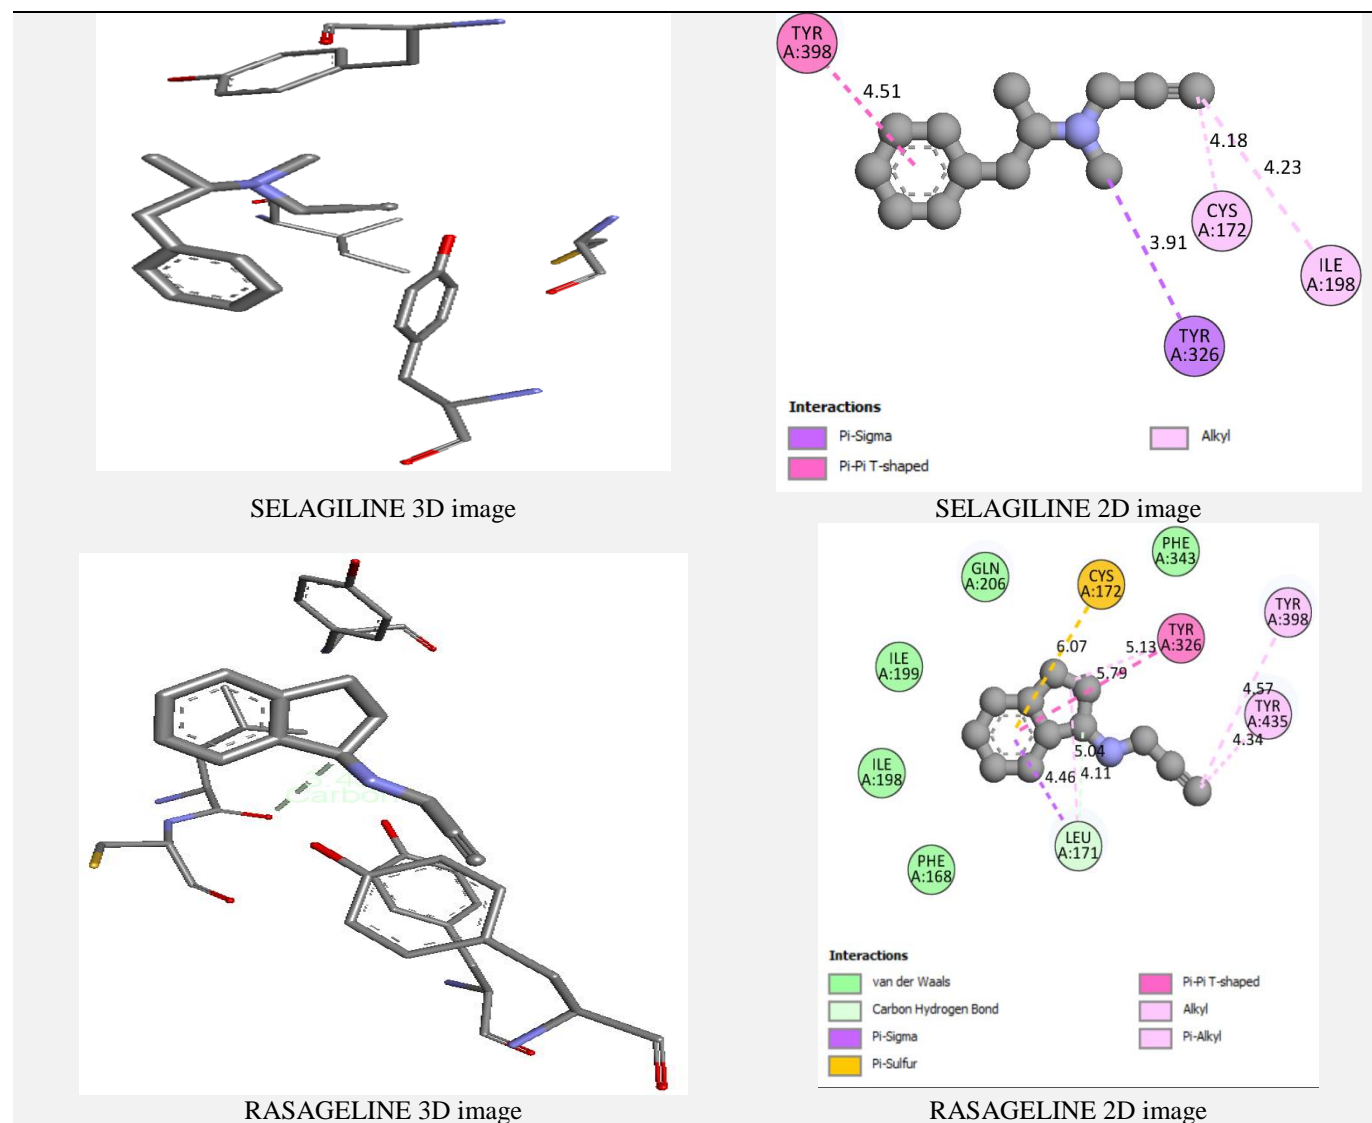 TYR
A:398
4.51
4.18
4.23
CYS
A:172
3.91
ILE
A:198
TYR
A:326
Interactions
Pi-Sigma
Alkyl
Pi-Pi T-shaped
SELAGILINE 3D image
SELAGILINE 2D image
PHE
A:343
GLN
A:206
CYS
A:172
TYR
A:398
TYR
A:326
6.07
5.13
ILE
A:199
5.79
4.57
TYR
A:435
4.34
5.04
ILE
A:198
4.46
4.11
LEU
A:171
PHE
A:168
Carbon
Interactions
van der Waals
Pi-Pi T-shaped
Carbon Hydrogen Bond
Alkyl
Pi-Sigma
Pi-Alkyl
Pi-Sulfur
RASAGELINE 3D image
RASAGELINE 2D image